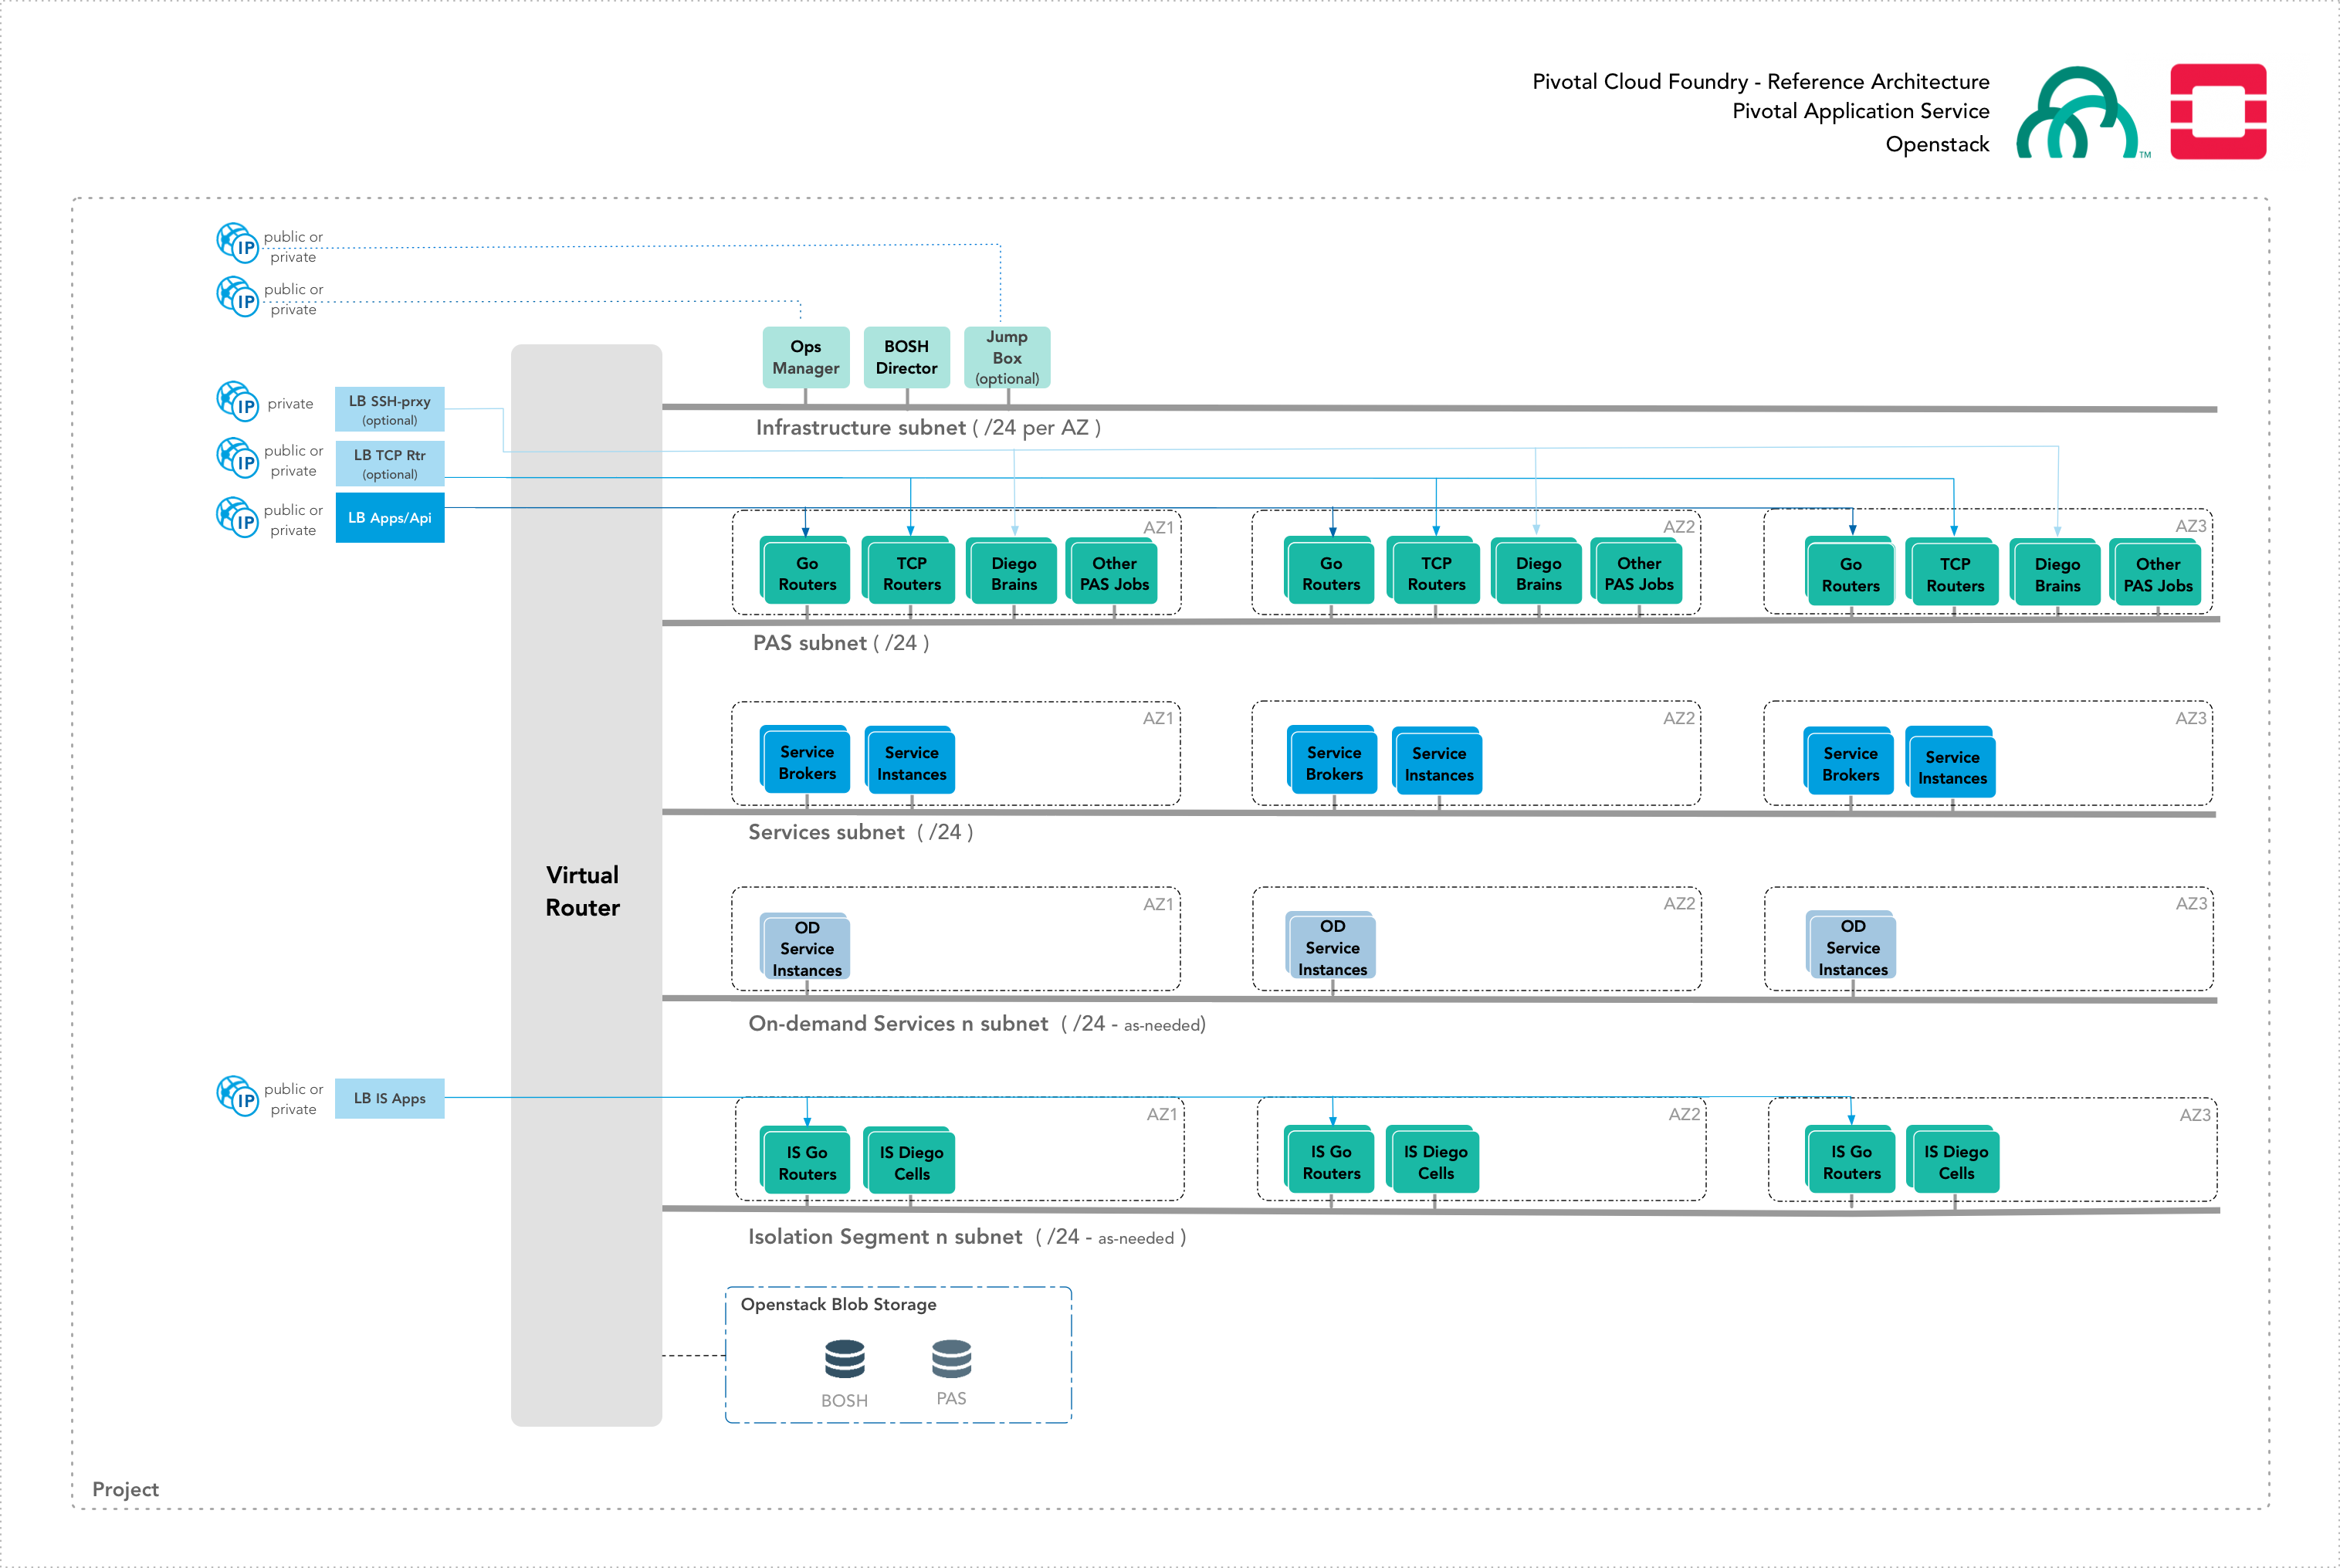 Pivotal Cloud Foundry - Reference Architecture
Pivotal Application Service
Openstack
TM
IP
public or
private
IP
public or
private
Ops
Manager
BOSH
Director
Jump
Box
(optional)
IP
private
LB SSH-prxy
(optional)
Infrastructure subnet ( /24 per AZ )
IP
public or
private
LB TCP Rtr
(optional)
IP
public or
private
LB Apps/Api
AZ1
Go
Routers
TCP
Routers
Diego
Brains
Other
PAS Jobs
AZ2
Go
Routers
TCP
Routers
Diego
Brains
Other
PAS Jobs
AZ3
Go
Routers
TCP
Routers
Diego
Brains
Other
PAS Jobs
PAS subnet ( /24 )
AZ1
Service
Brokers
Service
Instances
AZ2
Service
Brokers
Service
Instances
AZ3
Service
Brokers
Service
Instances
Services subnet ( /24 )
Virtual
Router
AZ1
OD
Service
Instances
AZ2
OD
Service
Instances
AZ3
OD
Service
Instances
On-demand Services n subnet ( /24 - as-needed)
IP
public or
private
LB IS Apps
AZ1
IS Go
Routers
IS Diego
Cells
AZ2
IS Go
Routers
IS Diego
Cells
AZ3
IS Go
Routers
IS Diego
Cells
Isolation Segment n subnet ( /24 - as-needed )
Openstack Blob Storage
BOSH
PAS
Project